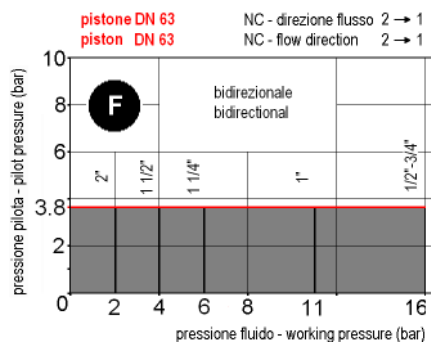 pistone DN 63 NC - direzione flusso 2 → 1
piston DN 63 NC - flow direction 2 → 1
pressione pilota - pilot pressure (bar)
10
8
6
3.8
2
0
F
bidirezionale
bidirectional
2"
1 1/2"
1 1/4"
1"
1/2"-3/4"
2 4 6 8 11 16
pressione fluido - working pressure (bar)